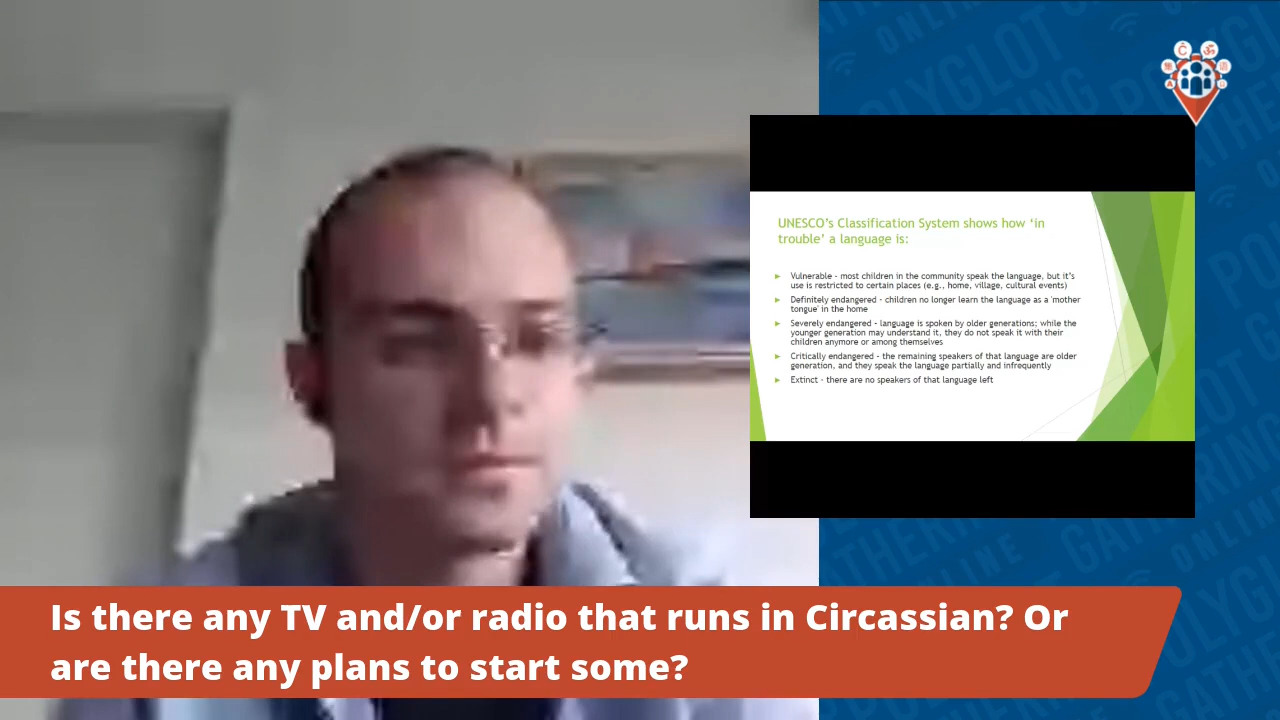 UNESCO's Classification System shows how 'in
trouble' a language is:
Vulnerable - most children in the community speak the language, but it's
use is restricted to certain places (e.g., home, village, cultural events)
Definitely endangered - children no longer learn the language as a 'mother
tongue' in the home
Severely endangered - language is spoken by older generations; while the
younger generation may understand it, they do not speak it with their
children anymore or among themselves
Critically endangered - the remaining speakers of that language are older
generation, and they speak the language partially and infrequently
Extinct - there are no speakers of that language left
Is there any TV and/or radio that runs in Circassian? Or
are there any plans to start some?